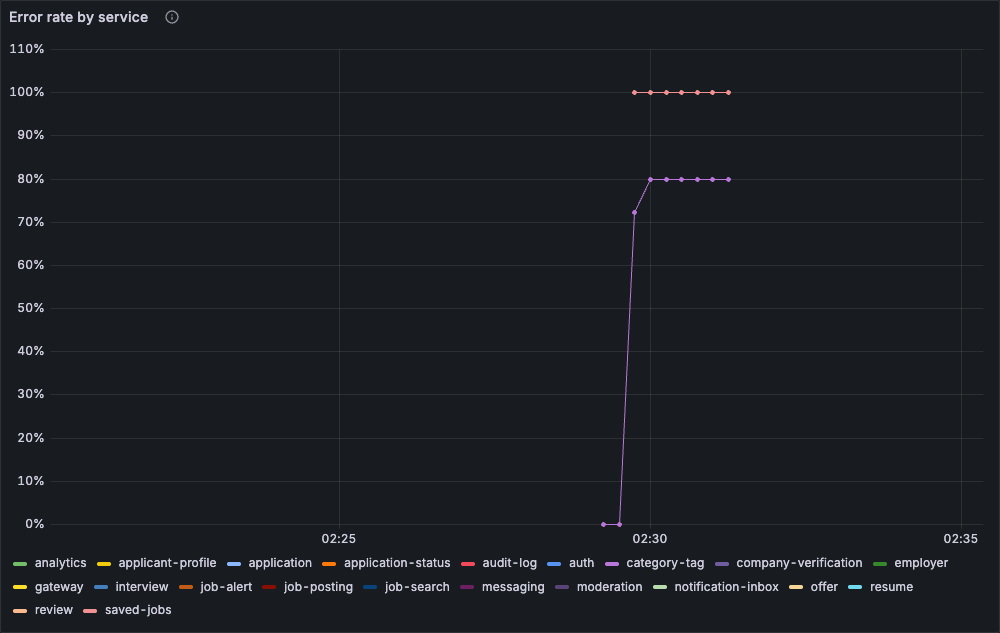 Error rate by service
110%
100%
90%
80%
70%
60%
50%
40%
30%
20%
10%
0%
02:25 02:30 02:35
analytics applicant-profile application application-status audit-log auth category-tag company-verification employer
gateway interview job-alert job-posting job-search messaging moderation notification-inbox offer resume
review saved-jobs